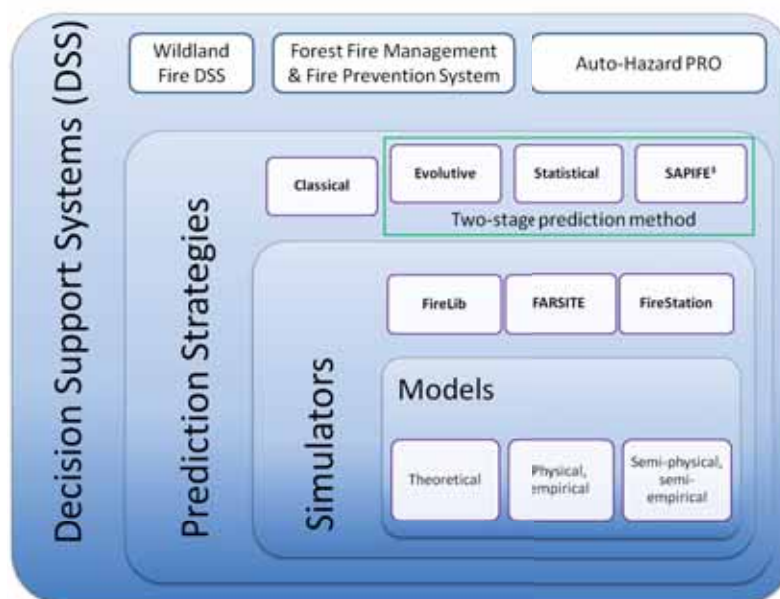 Decision Support Systems (DSS)
Wildland
Fire DSS
Forest Fire Management
& Fire Prevention System
Auto-Hazard PRO
Prediction Strategies
Classical
Evolutive
Statistical
SAPIFE³
Two-stage prediction method
Simulators
FireLib
FARSITE
FireStation
Models
Theoretical
Physical,
empirical
Semi-physical,
semi-
empirical